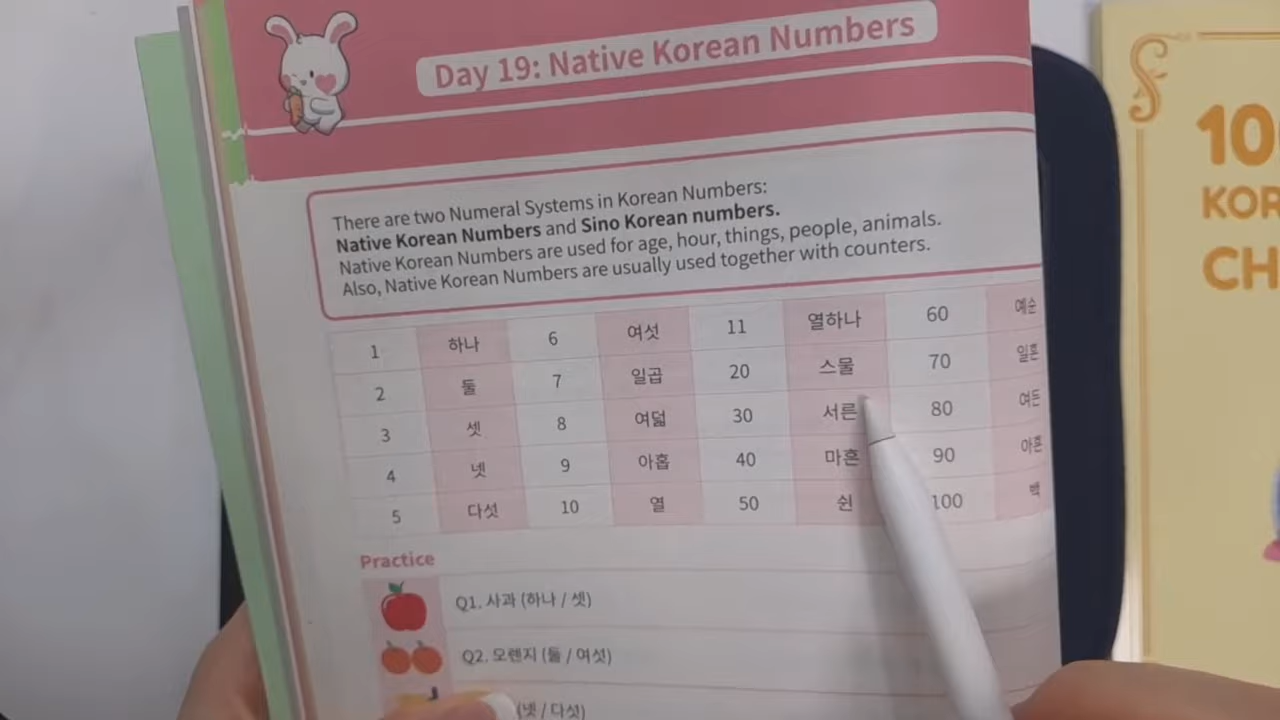 Day 19: Native Korean Numbers
There are two Numeral Systems in Korean Numbers:
Native Korean Numbers and Sino Korean numbers.
Native Korean Numbers are used for age, hour, things, people, animals.
Also, Native Korean Numbers are usually used together with counters.
1 하나 6 여섯 11 열하나 60 예순
2 둘 7 일곱 20 스물 70 일흔
3 셋 8 여덟 30 서른 80 여든
4 넷 9 아홉 40 마흔 90 아흔
5 다섯 10 열 50 쉰 100 백
Practice
Q1. 사과 (하나 / 셋)
Q2. 오렌지 (둘 / 여섯)
(넷 / 다섯)
10
KOR
CH